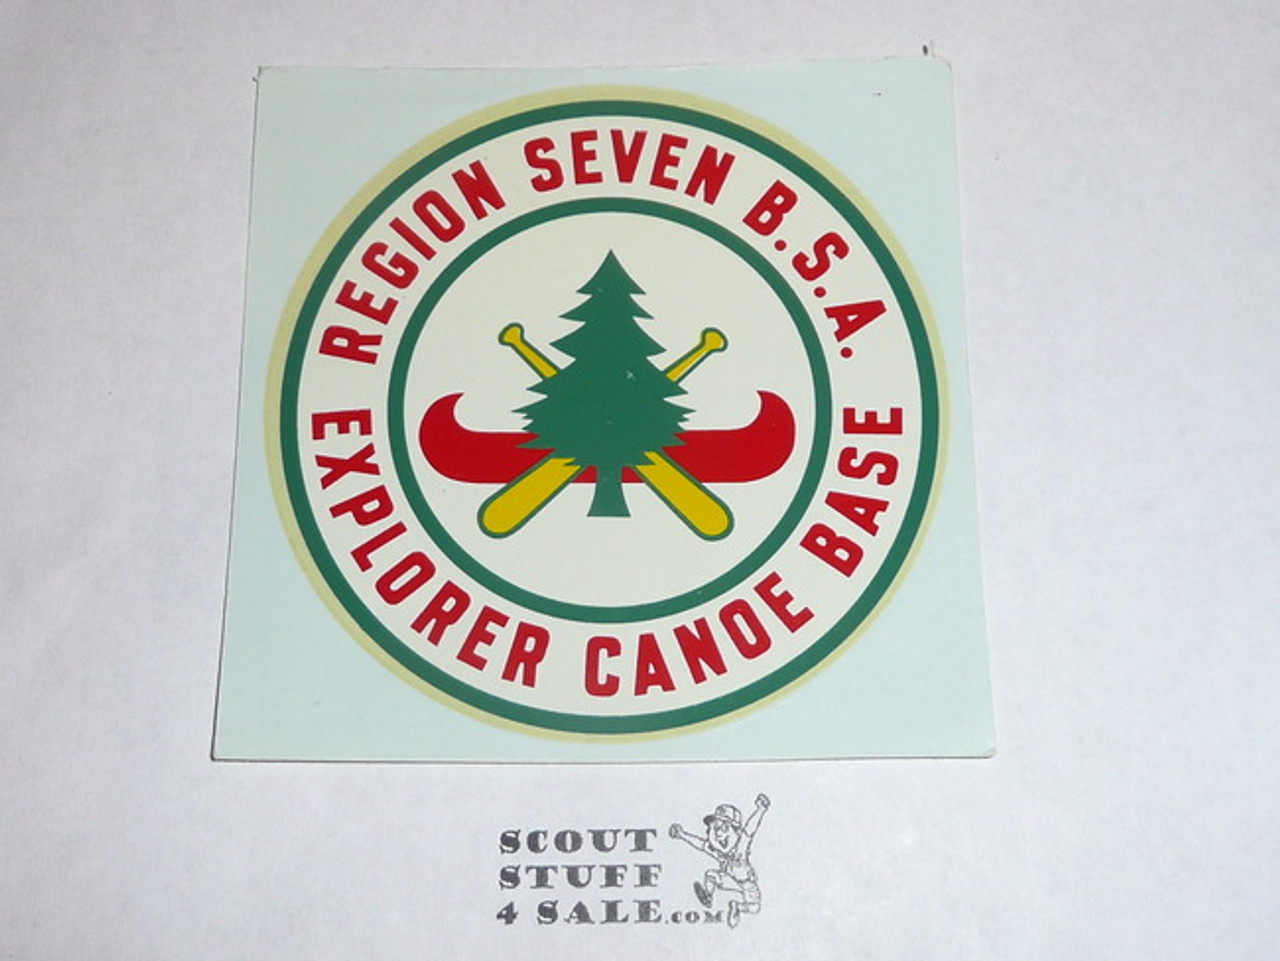 REGION SEVEN B.S.A.
EXPLORER CANOE BASE
SCOUT
STUFF
4 SALE.COM